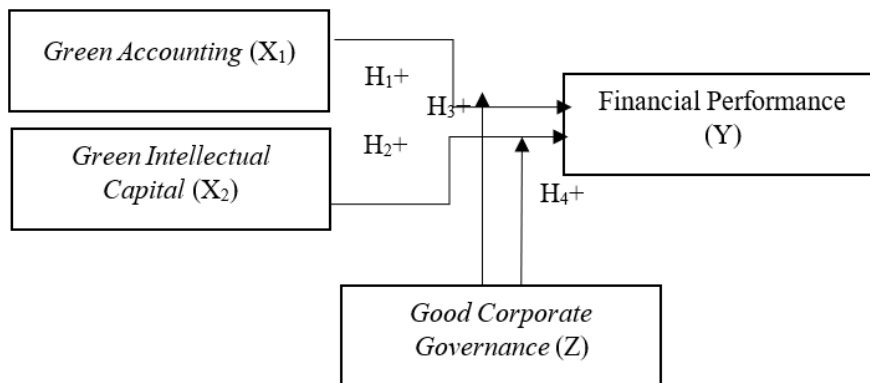 Green Accounting (X₁)
H₁+
H₃+
Financial Performance
(Y)
Green Intellectual
Capital (X₂)
H₂+
H₄+
Good Corporate
Governance (Z)